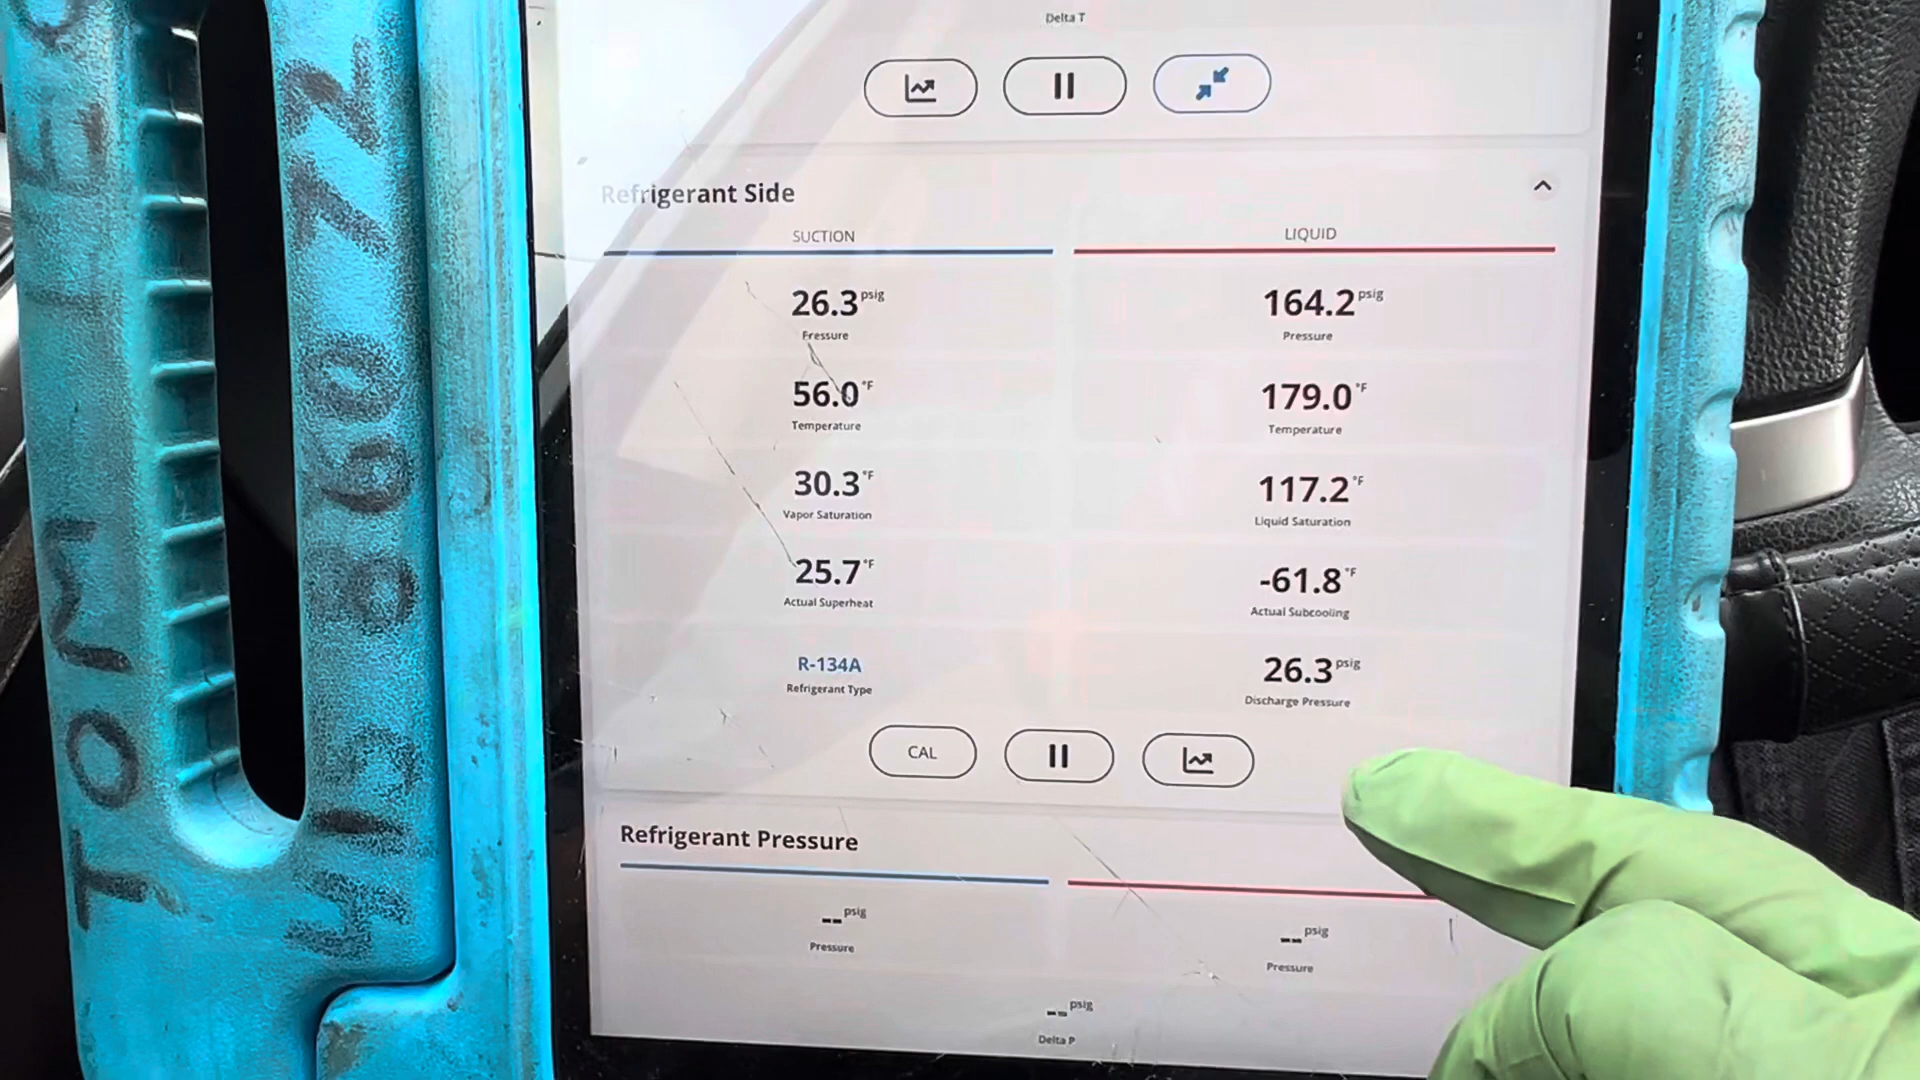 Delta T
Refrigerant Side
SUCTION
LIQUID
26.3 psig
Pressure
164.2 psig
Pressure
56.0 °F
Temperature
179.0 °F
Temperature
30.3 °F
Vapor Saturation
117.2 °F
Liquid Saturation
25.7 °F
Actual Superheat
-61.8 °F
Actual Subcooling
R-134A
Refrigerant Type
26.3 psig
Discharge Pressure
CAL
Refrigerant Pressure
-- psig
Pressure
-- psig
Pressure
-- psig
Delta P